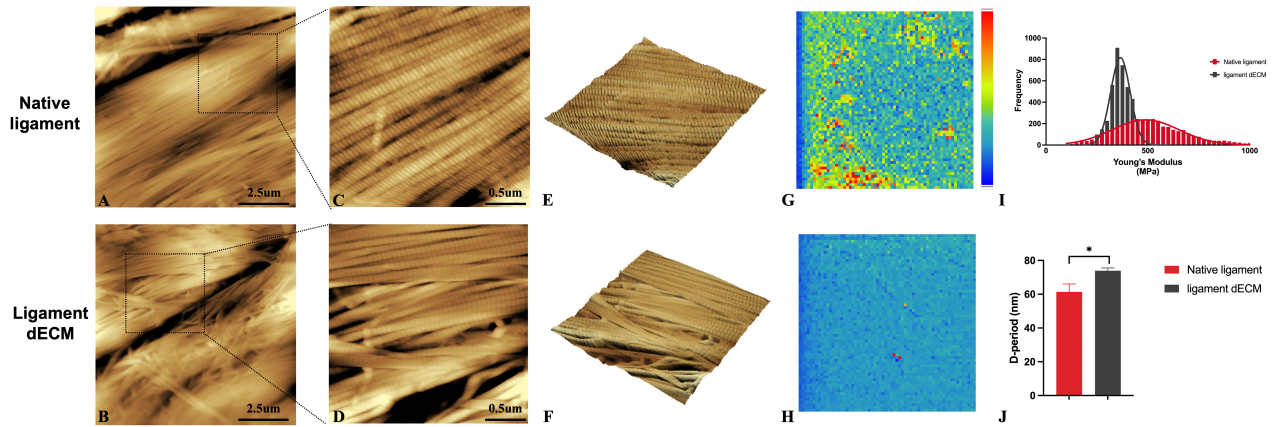 Native
ligament
A
2.5um
C
0.5um
E
G
I
1000
800
600
400
200
0
Frequency
0
500
1000
Young's Modulus
(MPa)
Native ligament
ligament dECM
Ligament
dECM
B
2.5um
D
0.5um
F
H
J
80
60
40
20
0
D-period (nm)
*
Native ligament
ligament dECM